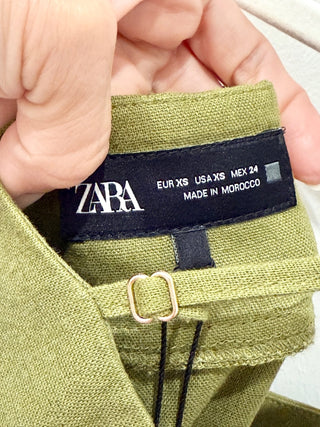 ZARA
EUR XS USA XS MEX 24
MADE IN MOROCCO